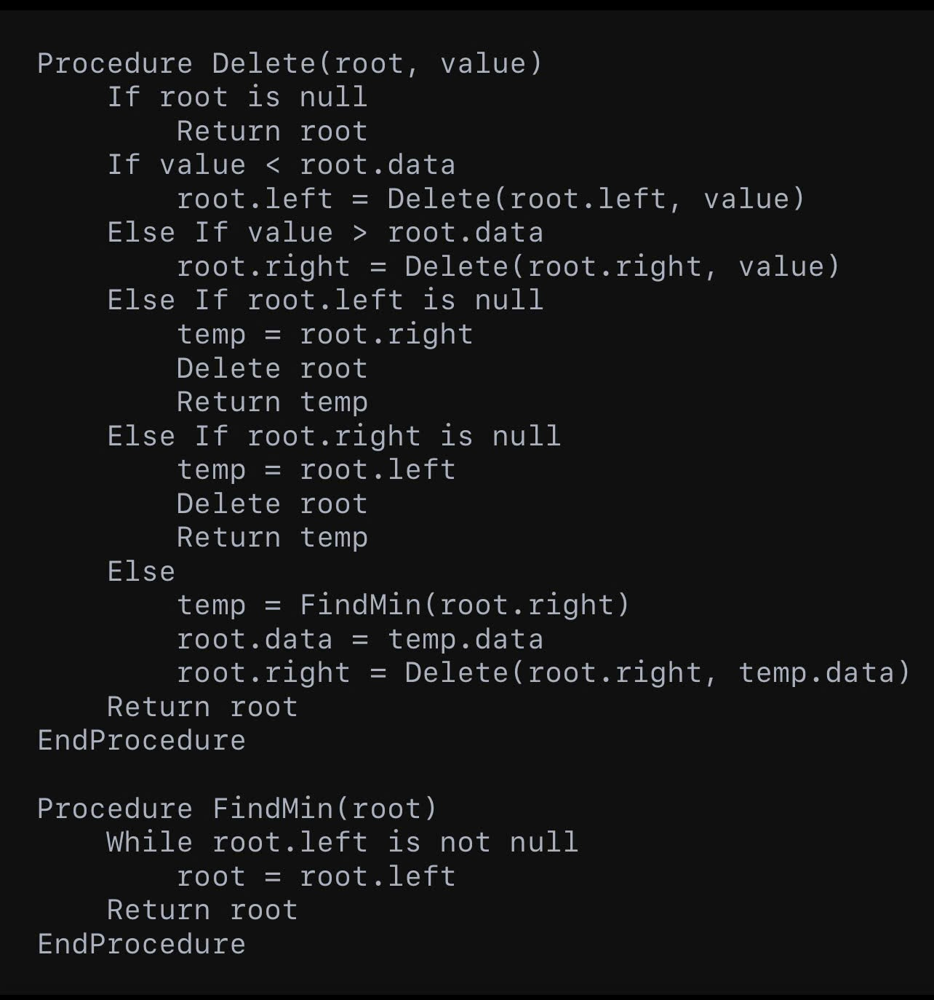 Procedure Delete(root, value)
    If root is null
        Return root
    If value < root.data
        root.left = Delete(root.left, value)
    Else If value > root.data
        root.right = Delete(root.right, value)
    Else If root.left is null
        temp = root.right
        Delete root
        Return temp
    Else If root.right is null
        temp = root.left
        Delete root
        Return temp
    Else
        temp = FindMin(root.right)
        root.data = temp.data
        root.right = Delete(root.right, temp.data)
    Return root
EndProcedure

Procedure FindMin(root)
    While root.left is not null
        root = root.left
    Return root
EndProcedure